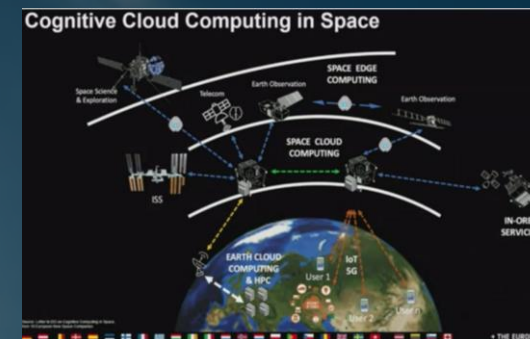 Cognitive Cloud Computing in Space
SPACE EDGE
COMPUTING
Space Science
& Exploration
Telecom
Earth Observation
Earth Observation
SPACE CLOUD
COMPUTING
ISS
IN-OR
SERVIC
EARTH CLOUD
COMPUTING
& HPC
User 1
IoT
5G
User 2
User n
+ THE EURO